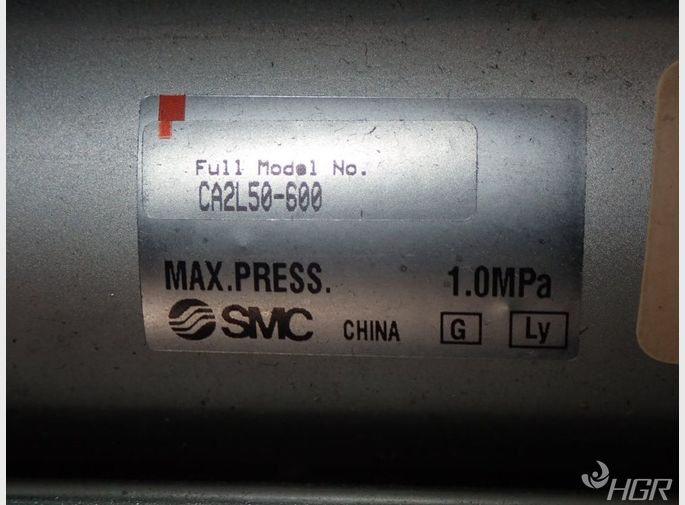 Full Model No.
CA2L50-600
MAX.PRESS. 1.0MPa
SMC CHINA G Ly
HGR